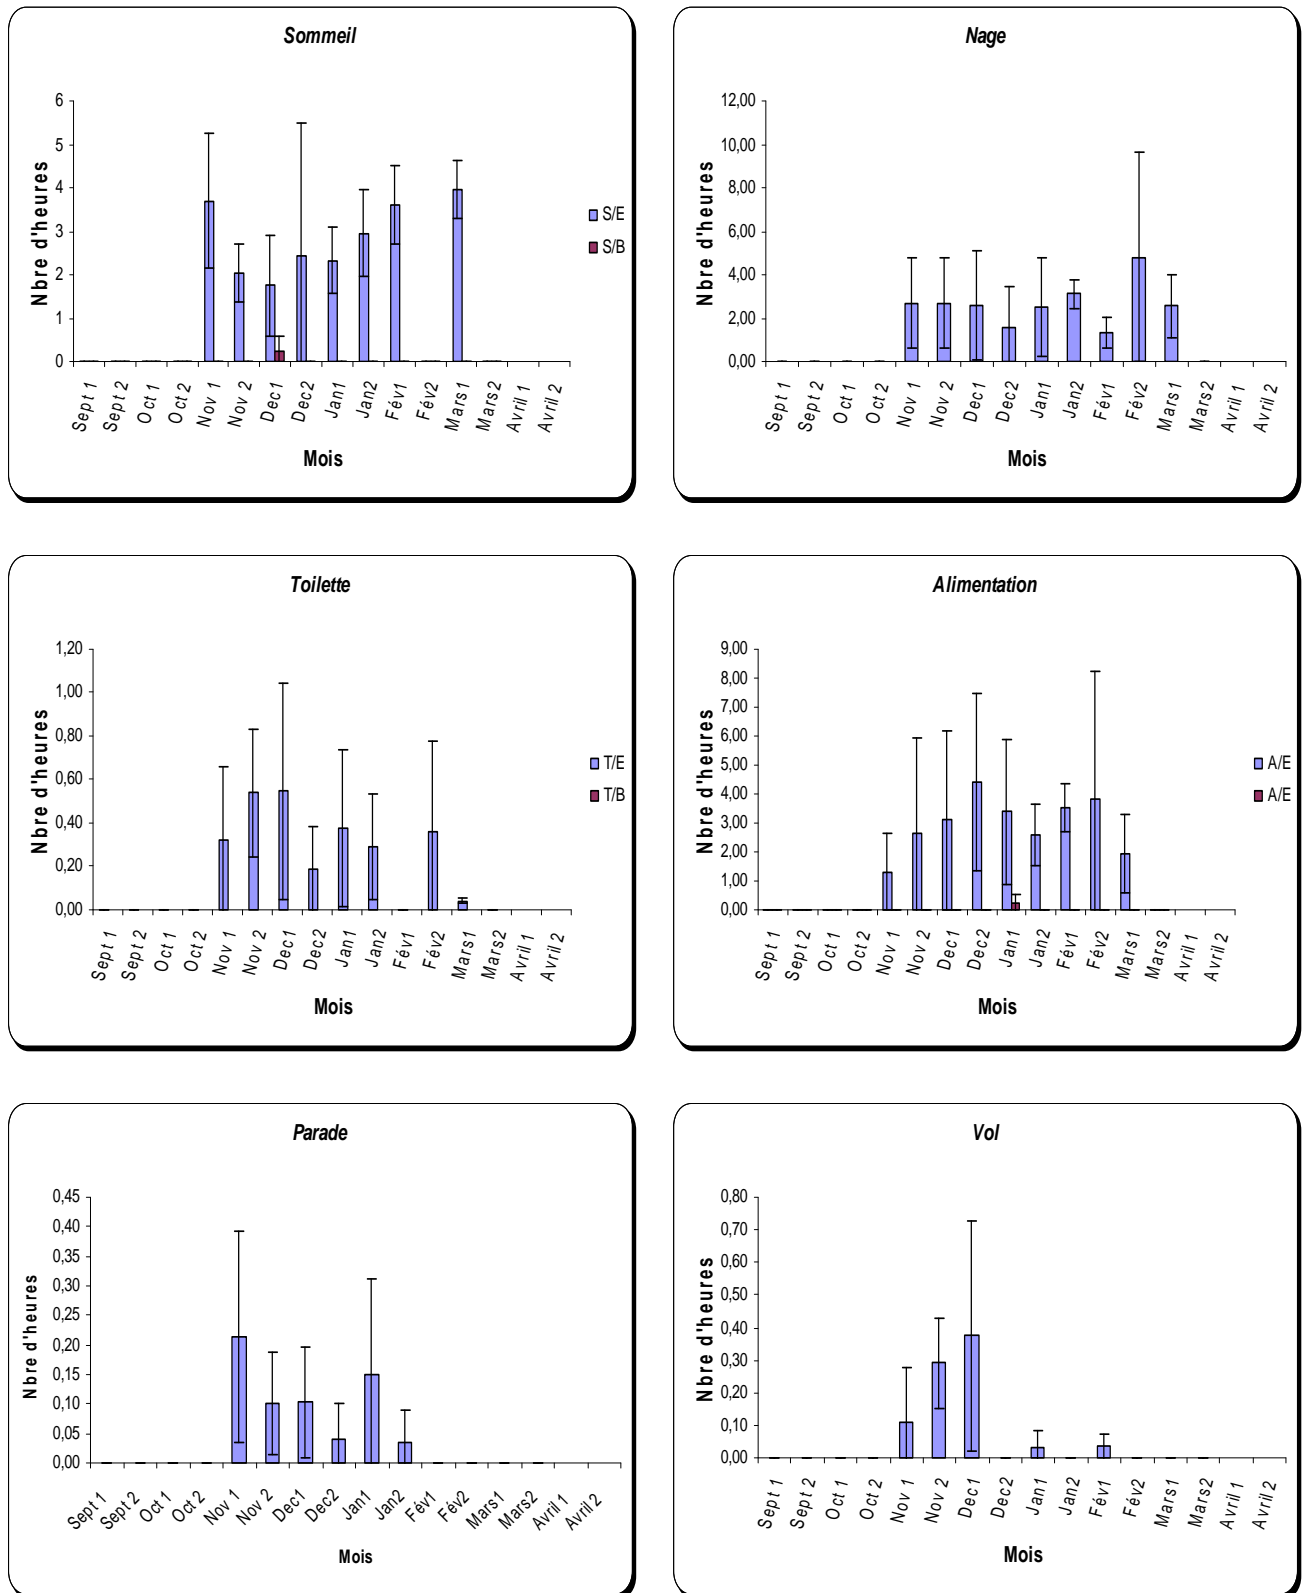 Sommeil
6
5
4
3
2
1
0
Nbre d'heures
Sept 1 Sept 2 Oct 1 Oct 2 Nov 1 Nov 2 Dec1 Dec2 Jan1 Jan2 Fév1 Fév2 Mars1 Mars2 Avril 1 Avril 2
Mois
S/E
S/B
Nage
12,00
10,00
8,00
6,00
4,00
2,00
0,00
Nbre d'heures
Sept 1 Sept 2 Oct 1 Oct 2 Nov 1 Nov 2 Dec1 Dec2 Jan1 Jan2 Fév1 Fév2 Mars1 Mars2 Avril 1 Avril 2
Mois
Toilette
1,20
1,00
0,80
0,60
0,40
0,20
0,00
Nbre d'heures
Sept 1 Sept 2 Oct 1 Oct 2 Nov 1 Nov 2 Dec1 Dec2 Jan1 Jan2 Fév1 Fév2 Mars1 Mars2 Avril 1 Avril 2
Mois
T/E
T/B
Alimentation
9,00
8,00
7,00
6,00
5,00
4,00
3,00
2,00
1,00
0,00
Nbre d'heures
Sept 1 Sept 2 Oct 1 Oct 2 Nov 1 Nov 2 Dec1 Dec2 Jan1 Jan2 Fév1 Fév2 Mars1 Mars2 Avril 1 Avril 2
Mois
A/E
A/E
Parade
0,45
0,40
0,35
0,30
0,25
0,20
0,15
0,10
0,05
0,00
Nbre d'heures
Sept 1 Sept 2 Oct 1 Oct 2 Nov 1 Nov 2 Dec1 Dec2 Jan1 Jan2 Fév1 Fév2 Mars1 Mars2 Avril 1 Avril 2
Mois
Vol
0,80
0,70
0,60
0,50
0,40
0,30
0,20
0,10
0,00
Nbre d'heures
Sept 1 Sept 2 Oct 1 Oct 2 Nov 1 Nov 2 Dec1 Dec2 Jan1 Jan2 Fév1 Fév2 Mars1 Mars2 Avril 1 Avril 2
Mois